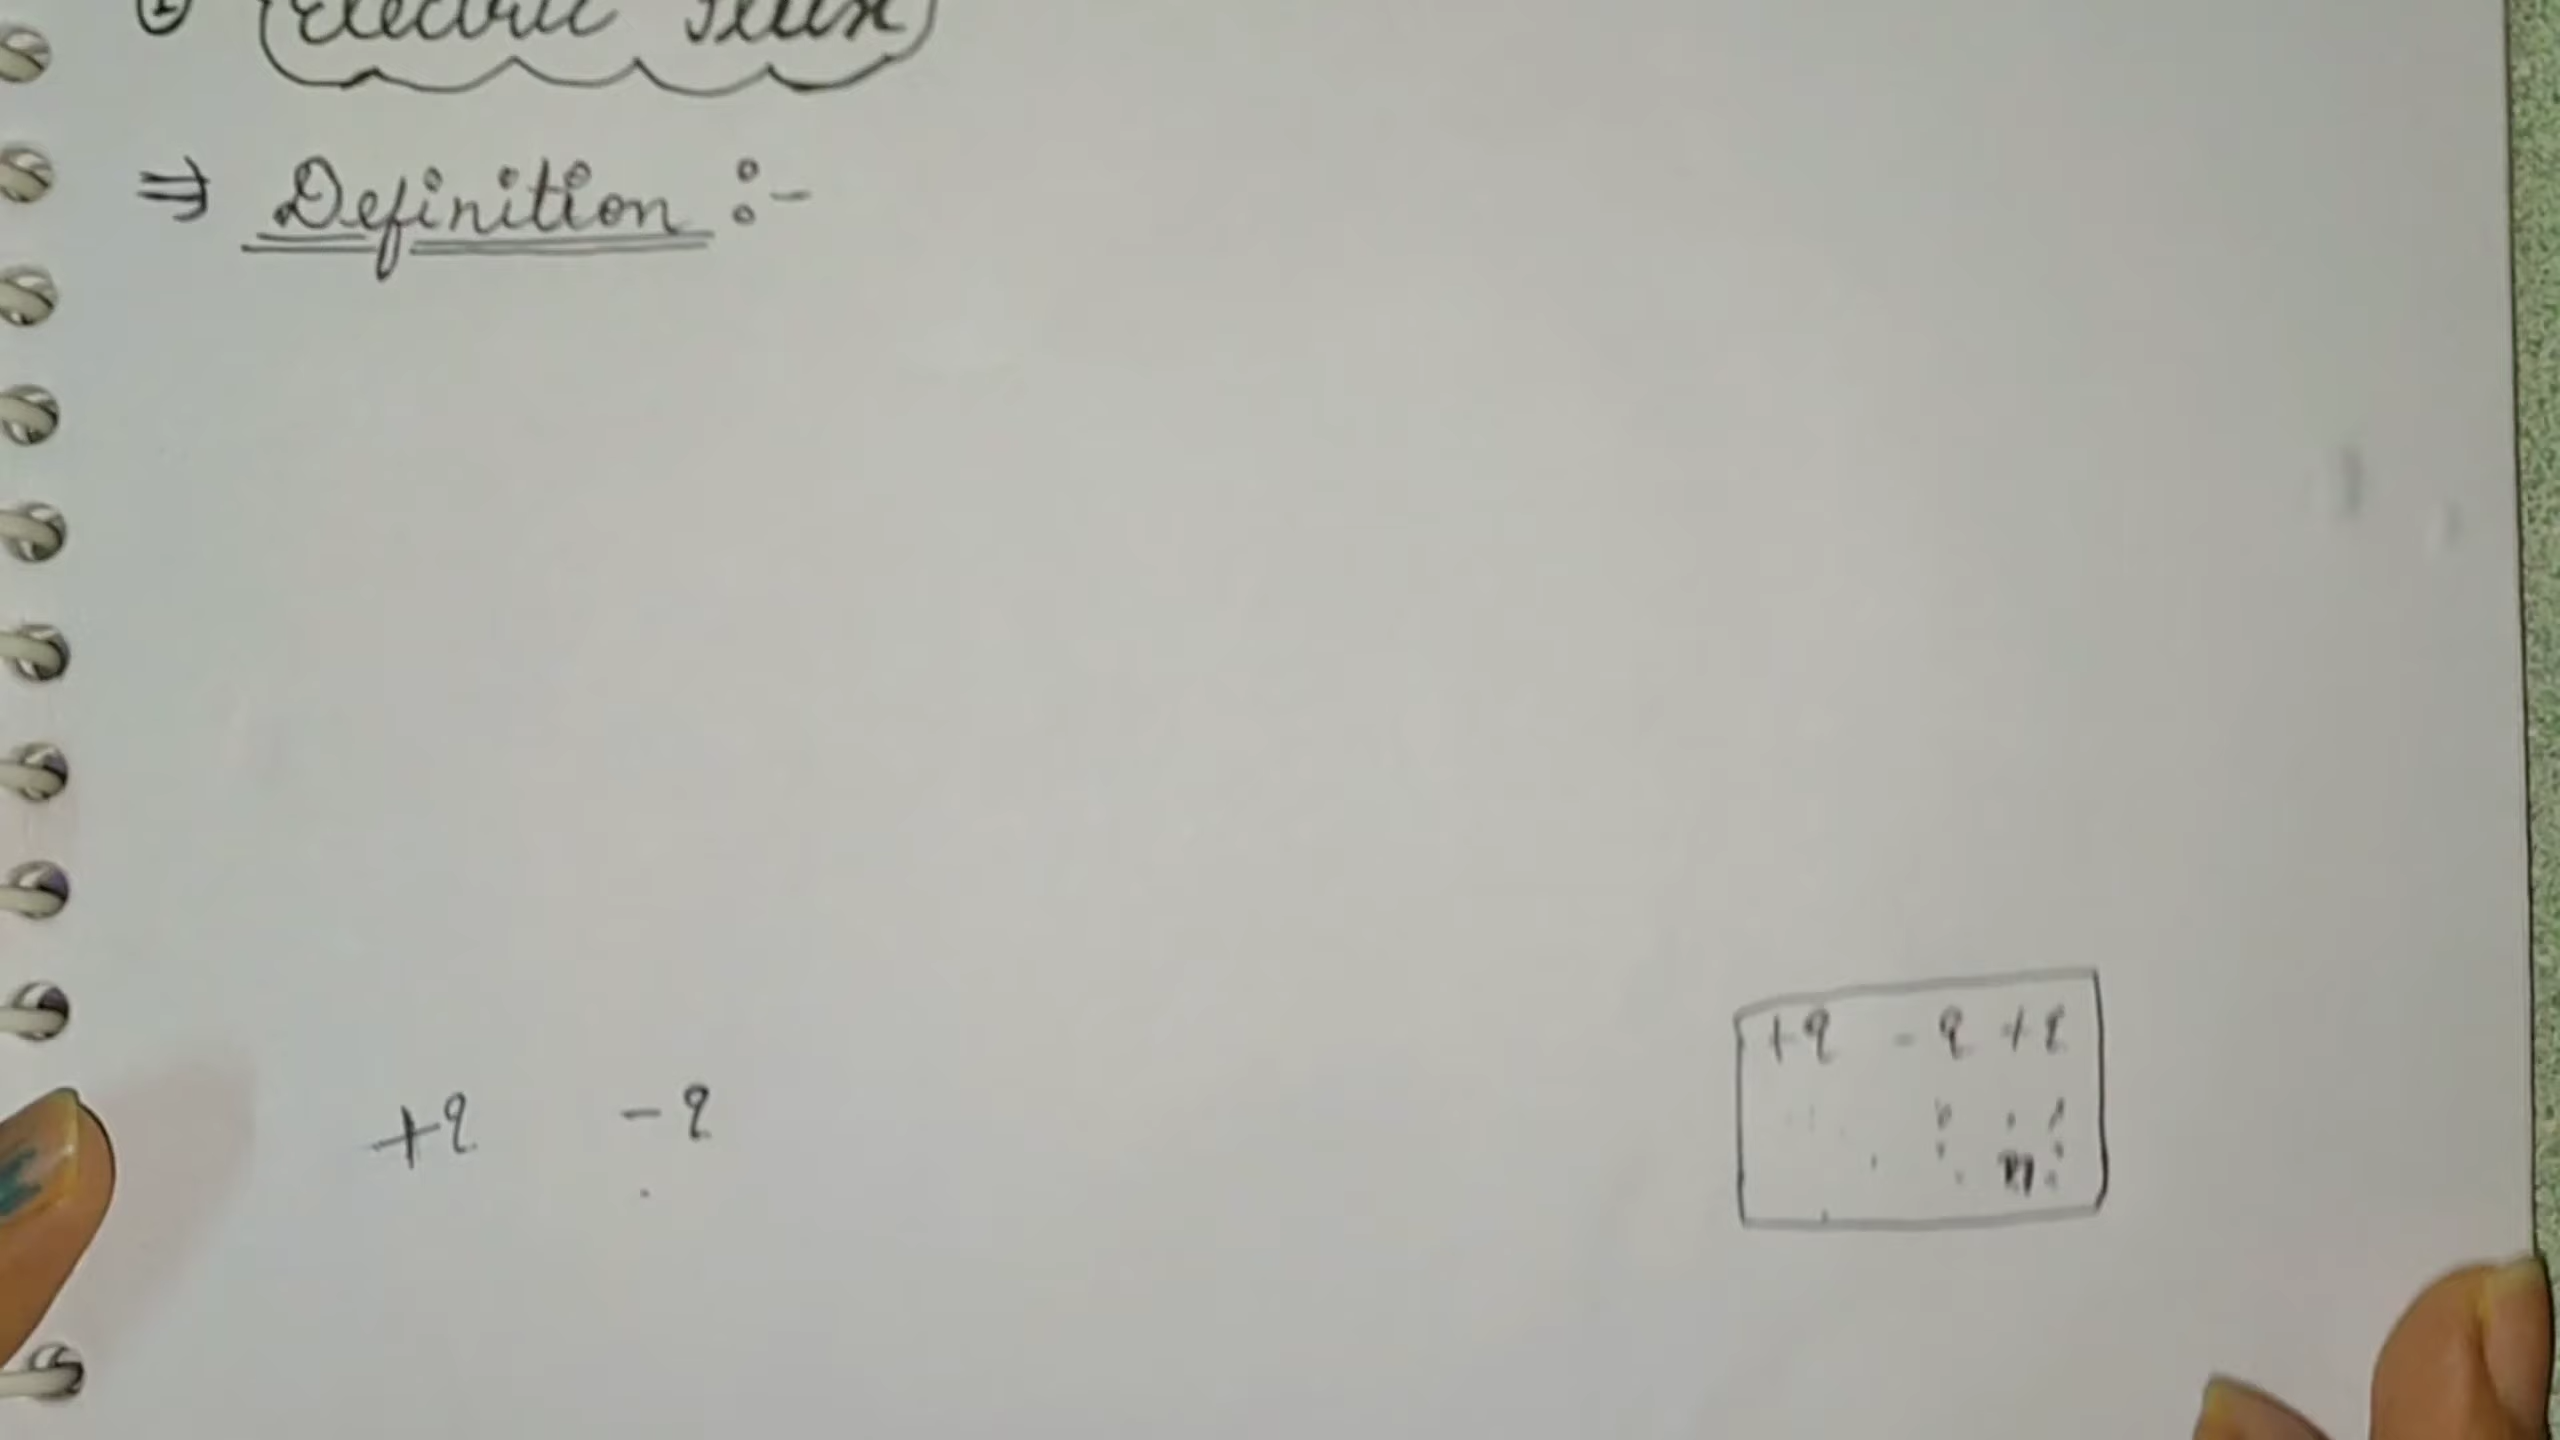 Electric Flux
⇒ Definition :-
+q -q +q
n
+q -q